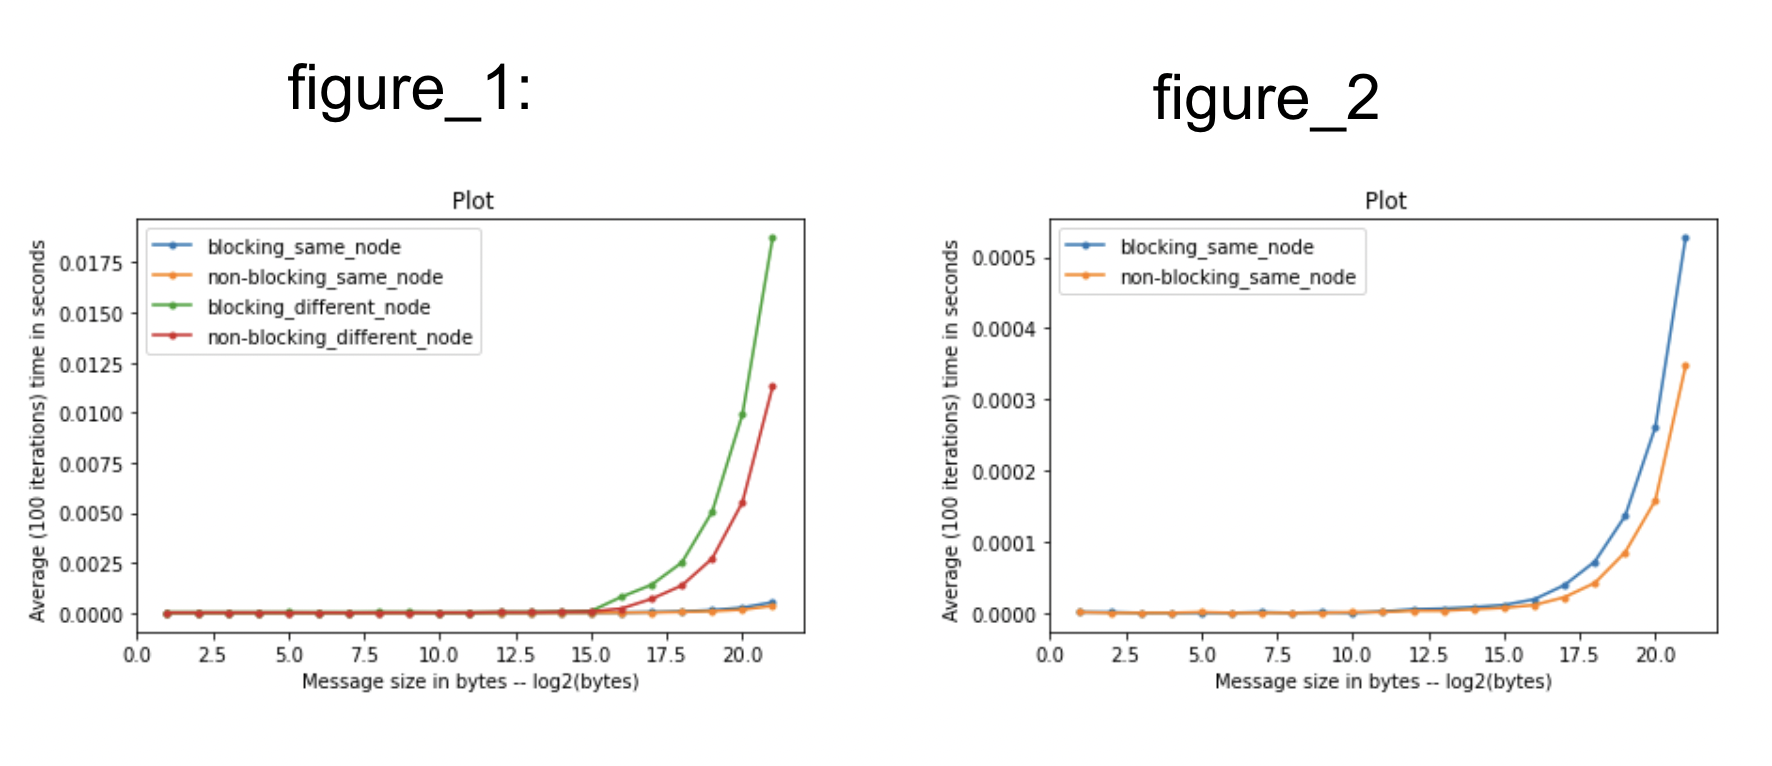 figure_1:
Plot
blocking_same_node
non-blocking_same_node
blocking_different_node
non-blocking_different_node
Average (100 iterations) time in seconds
0.0175
0.0150
0.0125
0.0100
0.0075
0.0050
0.0025
0.0000
0.0 2.5 5.0 7.5 10.0 12.5 15.0 17.5 20.0
Message size in bytes -- log2(bytes)
figure_2
Plot
blocking_same_node
non-blocking_same_node
Average (100 iterations) time in seconds
0.0005
0.0004
0.0003
0.0002
0.0001
0.0000
0.0 2.5 5.0 7.5 10.0 12.5 15.0 17.5 20.0
Message size in bytes -- log2(bytes)